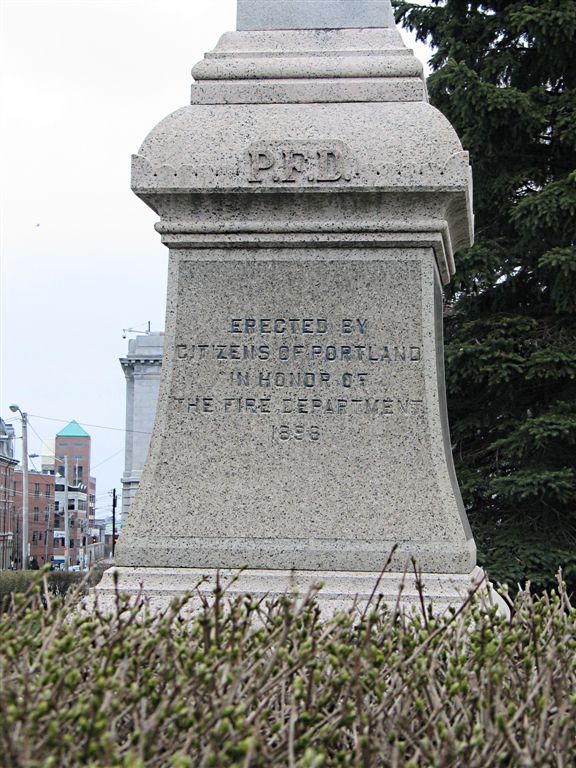 P.F.D.
ERECTED BY
CITIZENS OF PORTLAND
IN HONOR OF
THE FIRE DEPARTMENT
1898